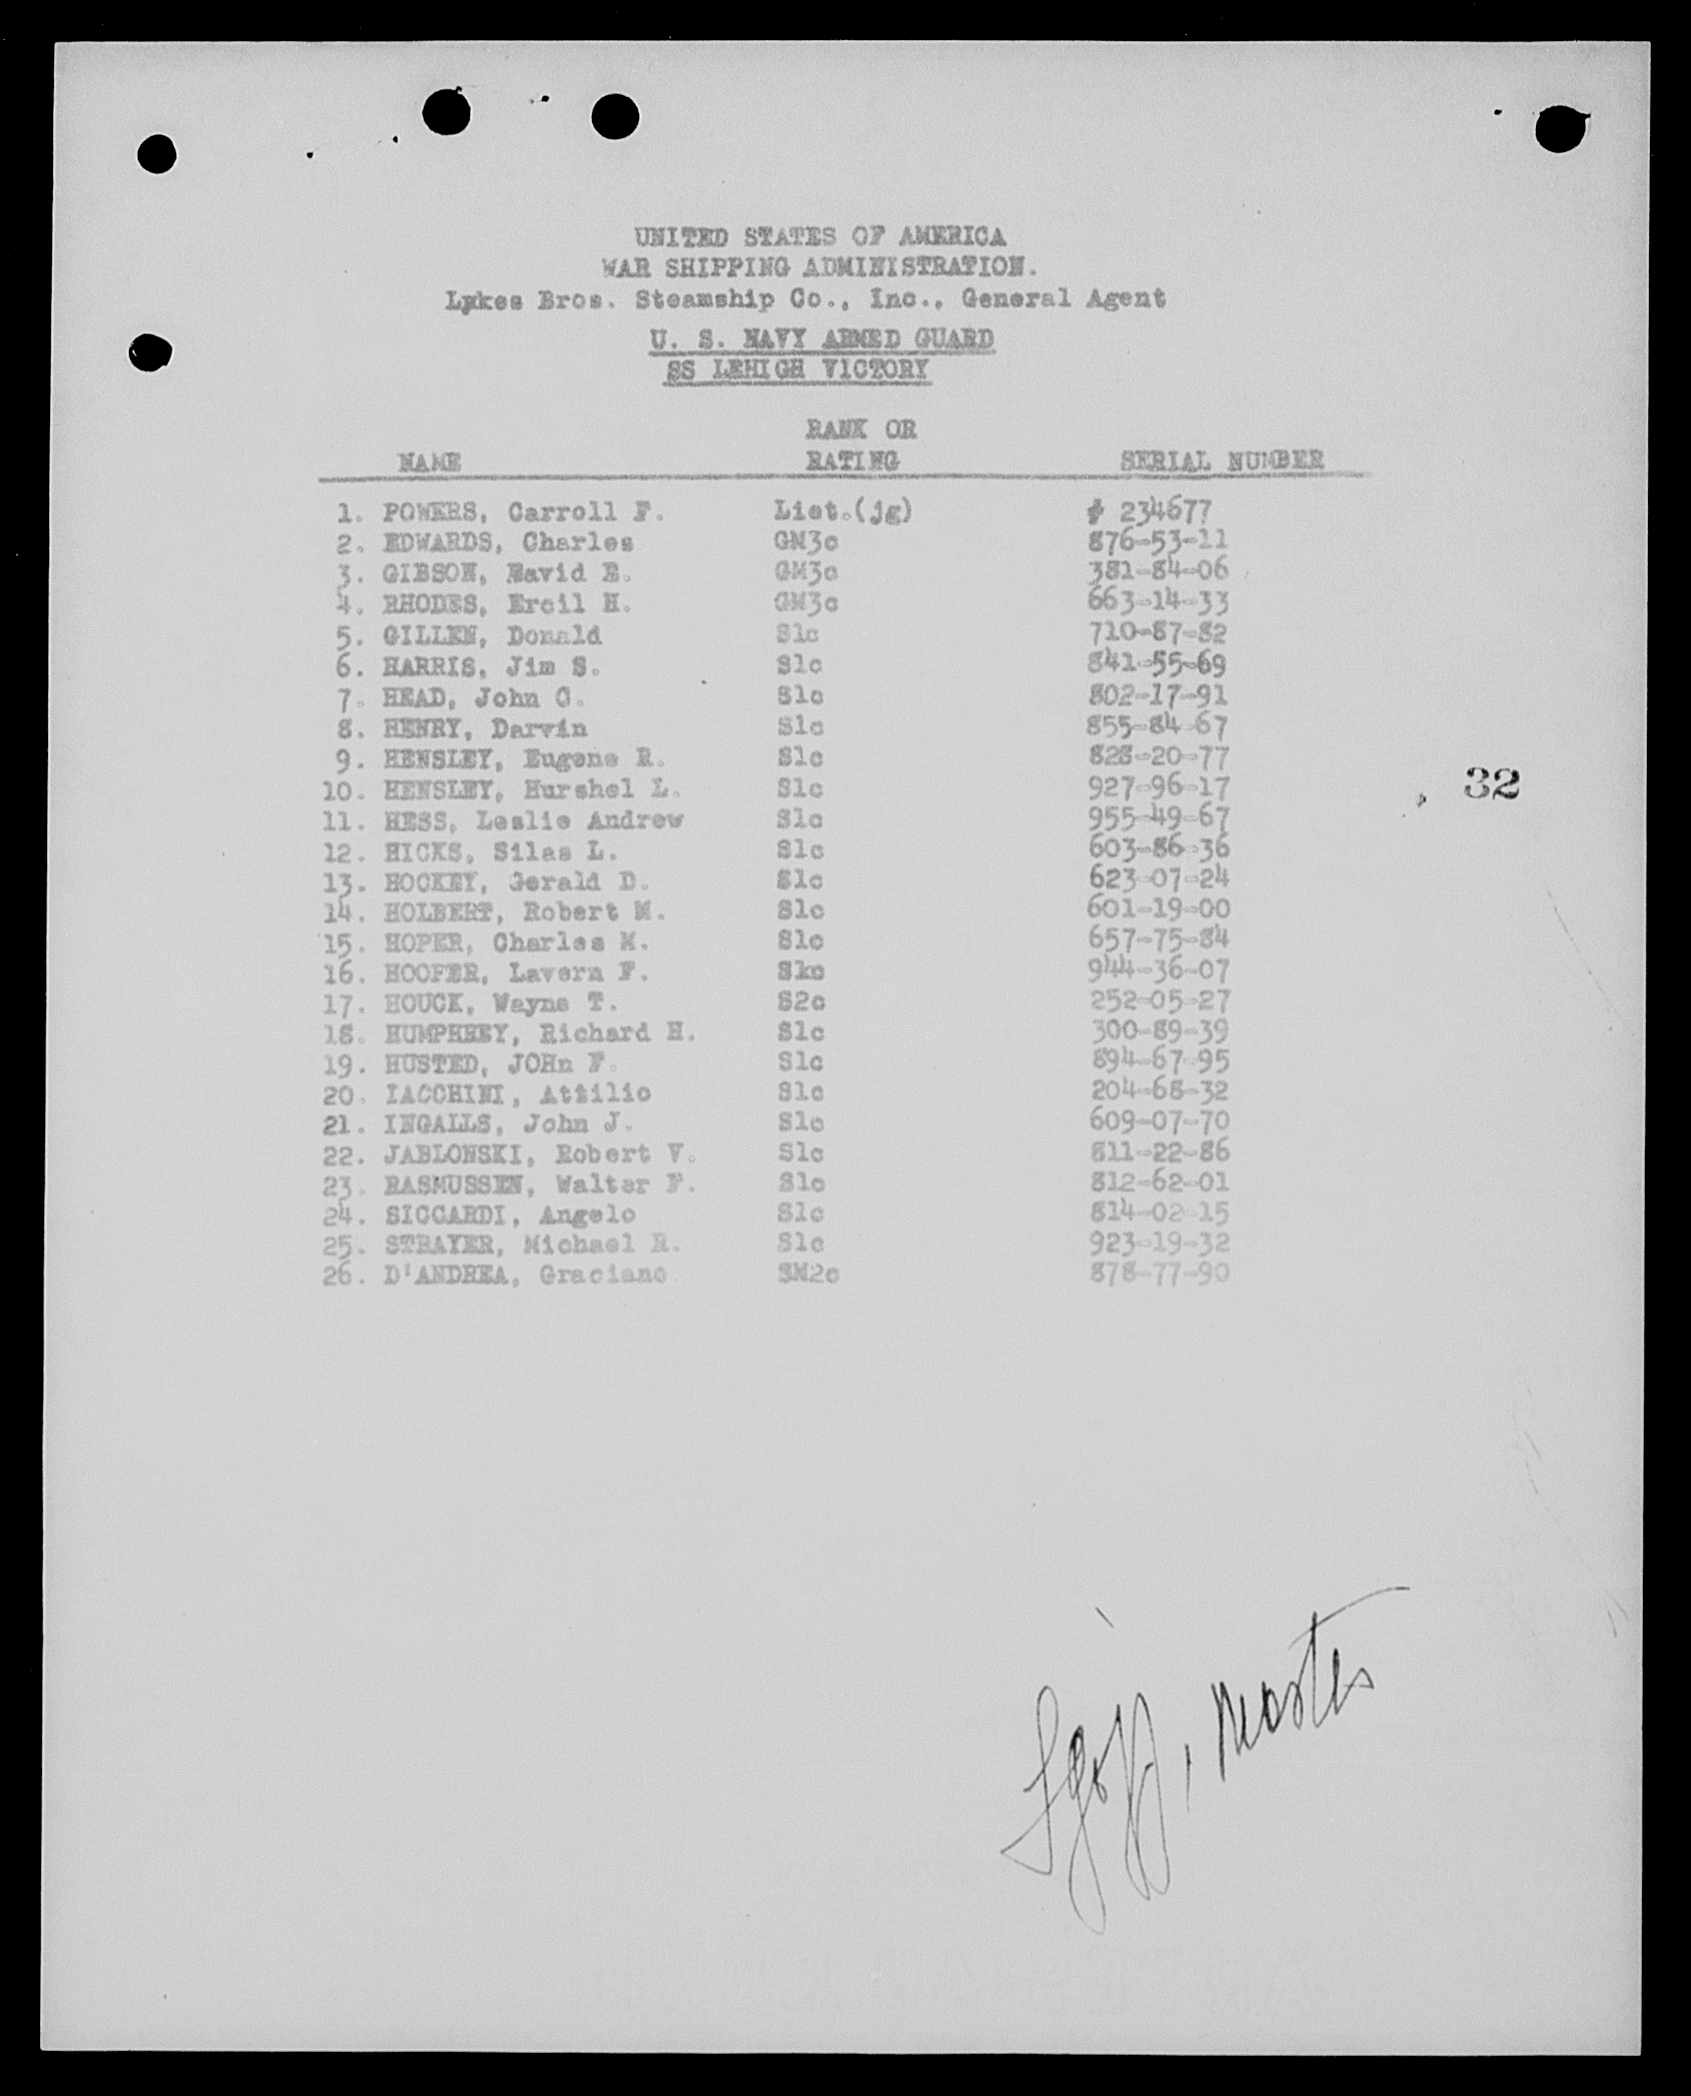 UNITED STATES OF AMERICA
WAR SHIPPING ADMINISTRATION.
Lykes Bros. Steamship Co., Inc., General Agent
U. S. NAVY ARMED GUARD
SS LEHIGH VICTORY
RANK OR
NAME RATING SERIAL NUMBER
1. POWERS, Carroll F. Liet.(jg) # 234677
2. EDWARDS, Charles GM3c 876-53-11
3. GIBSON, David E. GM3c 381-84-06
4. RHODES, Ercil H. GM3c 663-14-33
5. GILLEN, Donald S1c 710-87-82
6. HARRIS, Jim S. S1c 841-55-69
7. HEAD, John C. S1c 802-17-91
8. HENRY, Darvin S1c 855-84-67
9. HENSLEY, Eugene R. S1c 828-20-77
10. HENSLEY, Hurshel L. S1c 927-96-17
32
11. HESS, Leslie Andrew S1c 955-49-67
12. HICKS, Silas L. S1c 603-86-36
13. HOCKEY, Gerald D. S1c 623-07-24
14. HOLBERT, Robert M. S1c 601-19-00
15. HOPER, Charles M. S1c 657-75-84
16. HOOFER, Lavern F. Skc 944-36-07
17. HOUCK, Wayne T. S2c 252-05-27
18. HUMPHREY, Richard H. S1c 300-89-39
19. HUSTED, JOHn F. S1c 894-67-95
20. IACCHINI, Attilio S1c 204-68-32
21. INGALLS, John J. S1c 609-07-70
22. JABLONSKI, Robert V. S1c 811-22-86
23. RASMUSSEN, Walter F. S1c 812-62-01
24. SICCARDI, Angelo S1c 814-02-15
25. STRAYER, Michael R. S1c 923-19-32
26. D'ANDREA, Graciano SM2c 878-77-90
, Master